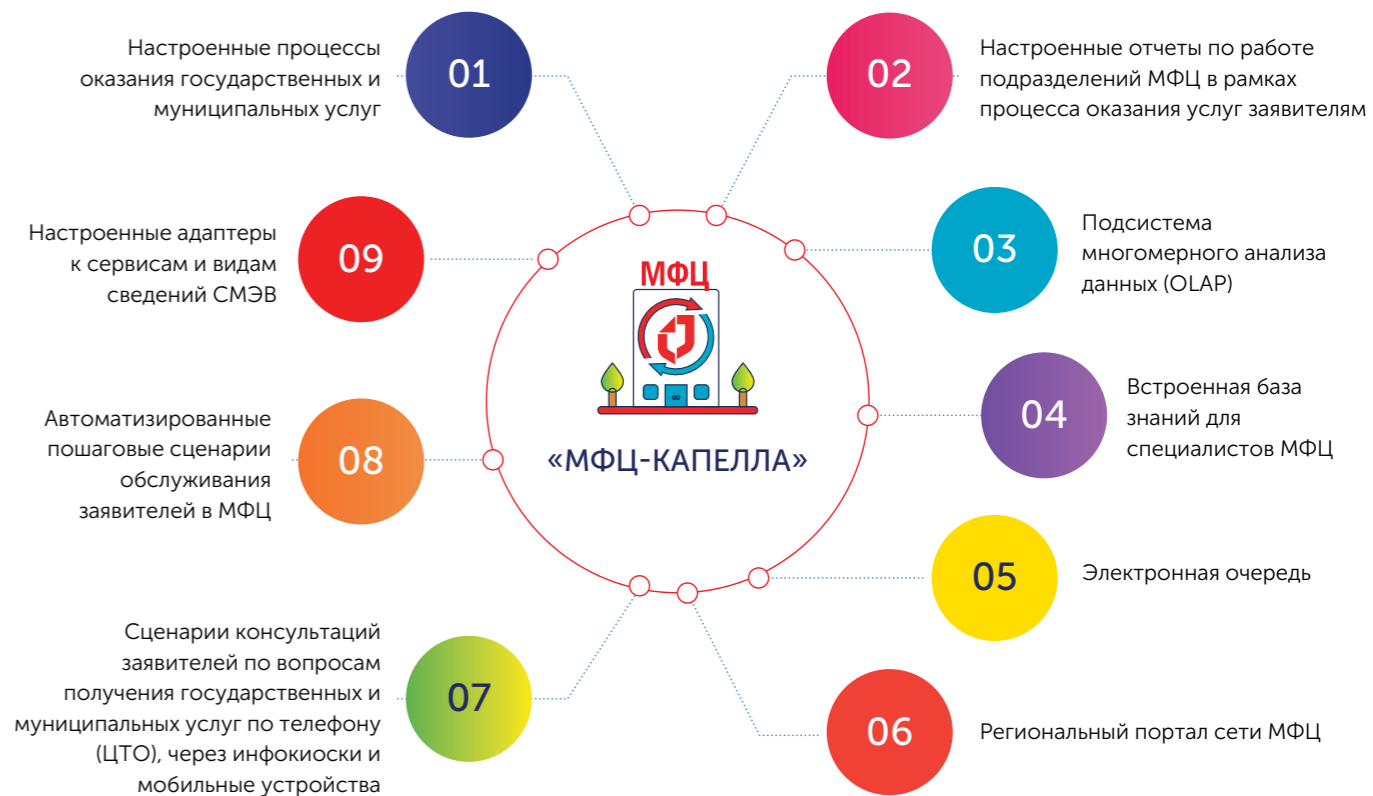 01
Настроенные процессы
оказания государственных и
муниципальных услуг
02
Настроенные отчеты по работе
подразделений МФЦ в рамках
процесса оказания услуг заявителям
03
Подсистема
многомерного анализа
данных (OLAP)
04
Встроенная база
знаний для
специалистов МФЦ
05
Электронная очередь
06
Региональный портал сети МФЦ
07
Сценарии консультаций
заявителей по вопросам
получения государственных и
муниципальных услуг по телефону
(ЦТО), через инфокиоски и
мобильные устройства
08
Автоматизированные
пошаговые сценарии
обслуживания
заявителей в МФЦ
09
Настроенные адаптеры
к сервисам и видам
сведений СМЭВ
МФЦ
«МФЦ-КАПЕЛЛА»